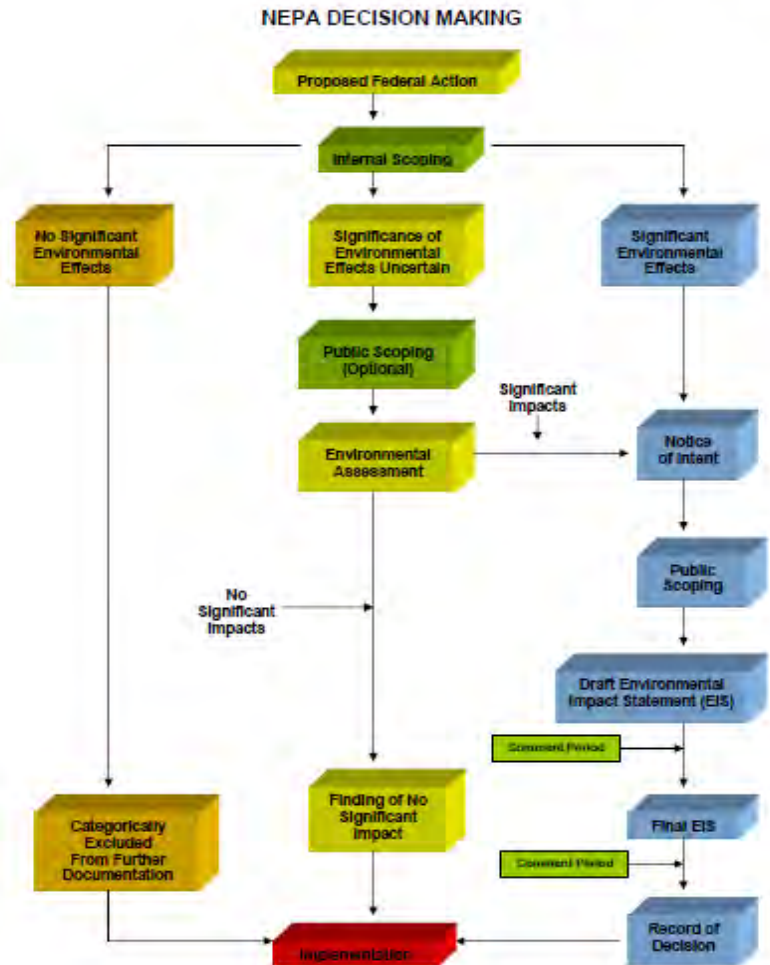 NEPA DECISION MAKING
Proposed Federal Action
Internal Scoping
No Significant
Environmental
Effects
Significance of
Environmental
Effects Uncertain
Significant
Environmental
Effects
Public Scoping
(Optional)
Significant
Impacts
Environmental
Assessment
Notice
of Intent
Public
Scoping
No
Significant
Impacts
Draft Environmental
Impact Statement (EIS)
Comment Period
Finding of No
Significant
Impact
Categorically
Excluded
From Further
Documentation
Final EIS
Comment Period
Record of
Decision
Implementation